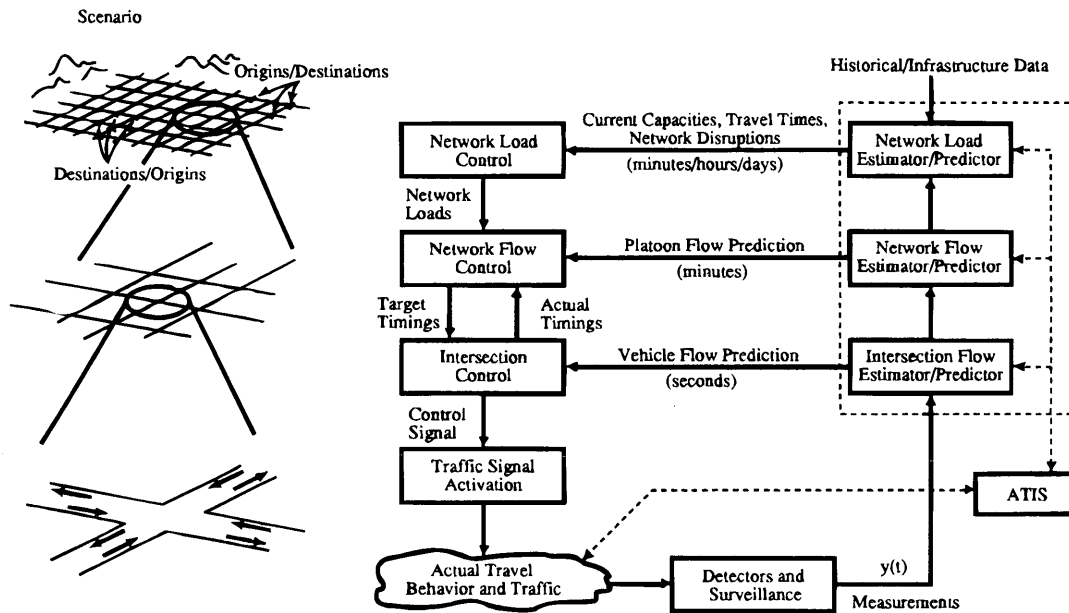 Scenario
Origins/Destinations
Destinations/Origins
Historical/Infrastructure Data
Network Load
Control
Current Capacities, Travel Times,
Network Disruptions
(minutes/hours/days)
Network Load
Estimator/Predictor
Network
Loads
Network Flow
Control
Platoon Flow Prediction
(minutes)
Network Flow
Estimator/Predictor
Target
Timings
Actual
Timings
Intersection
Control
Vehicle Flow Prediction
(seconds)
Intersection Flow
Estimator/Predictor
Control
Signal
Traffic Signal
Activation
ATIS
Actual Travel
Behavior and Traffic
Detectors and
Surveillance
y(t)
Measurements